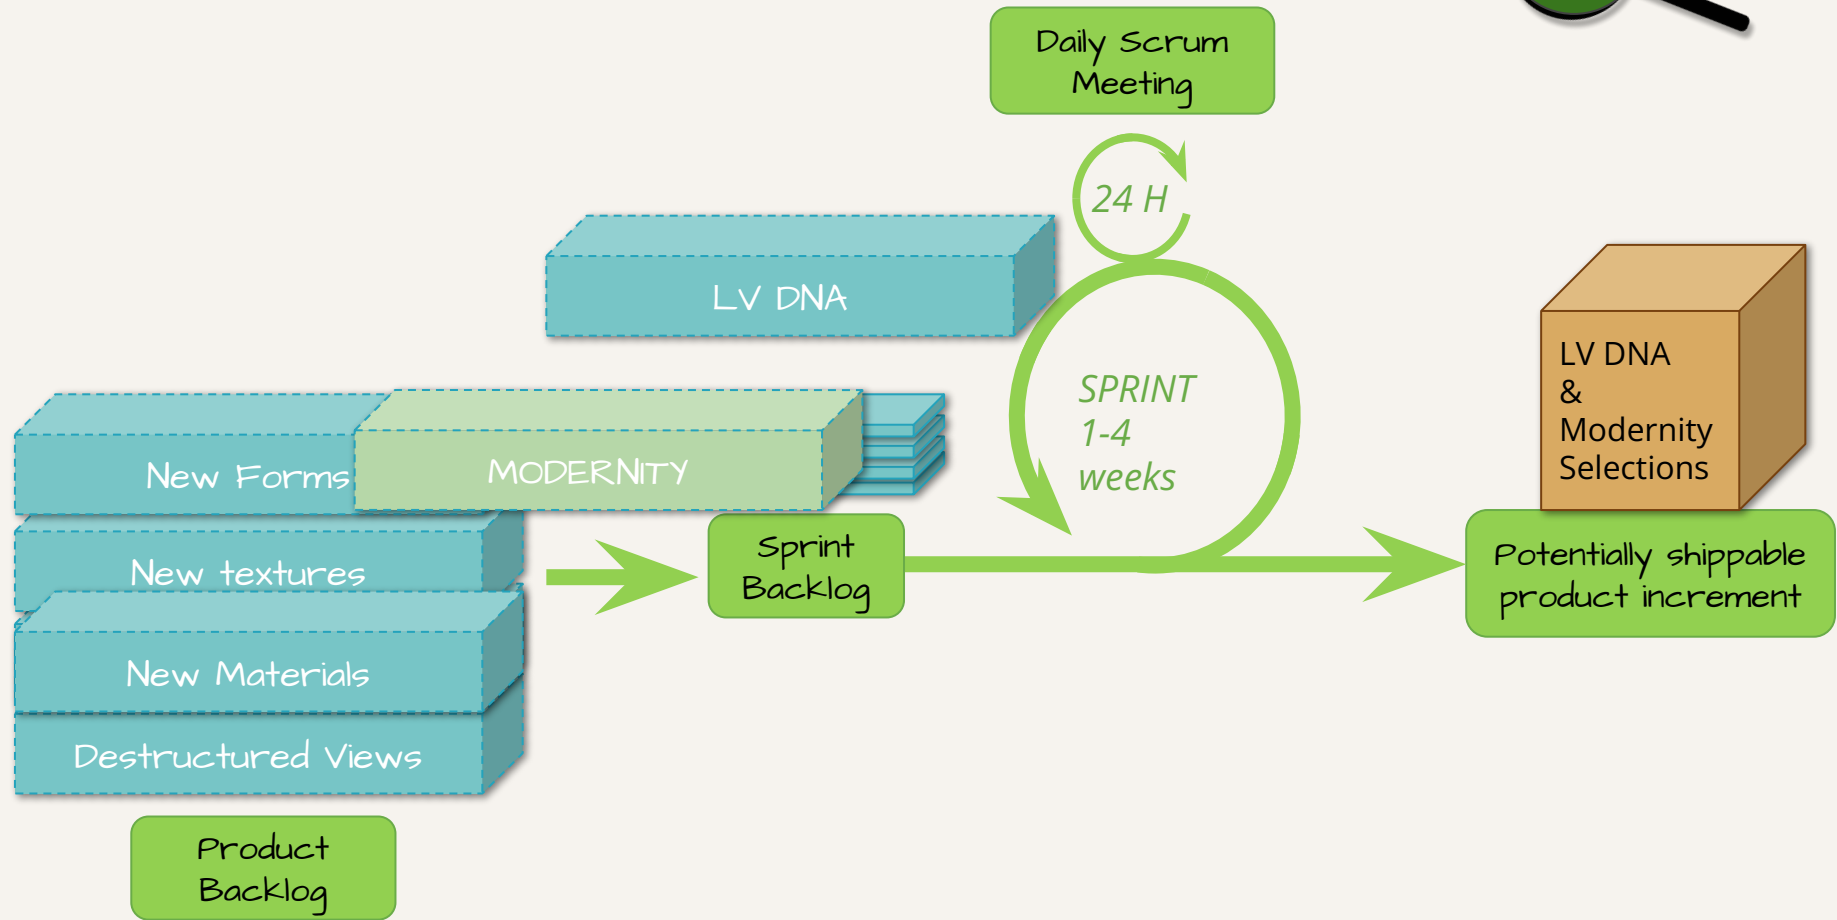 Daily Scrum
Meeting
24 H
LV DNA
SPRINT
1-4
weeks
LV DNA
&
Modernity
Selections
New Forms
MODERNITY
New textures
Sprint
Backlog
Potentially shippable
product increment
New Materials
Destructured Views
Product
Backlog